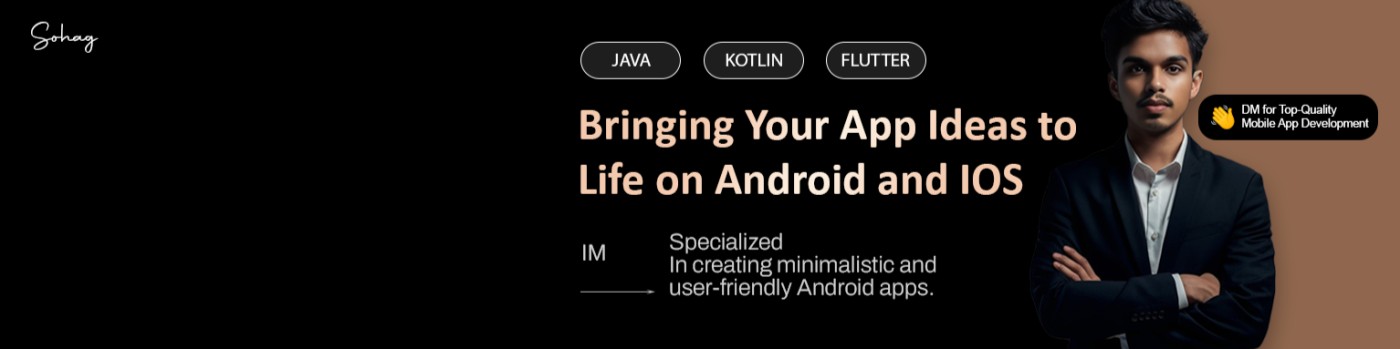 Sohag
JAVA KOTLIN FLUTTER
Bringing Your App Ideas to
Life on Android and IOS
DM for Top-Quality
Mobile App Development
IM
Specialized
In creating minimalistic and
user-friendly Android apps.